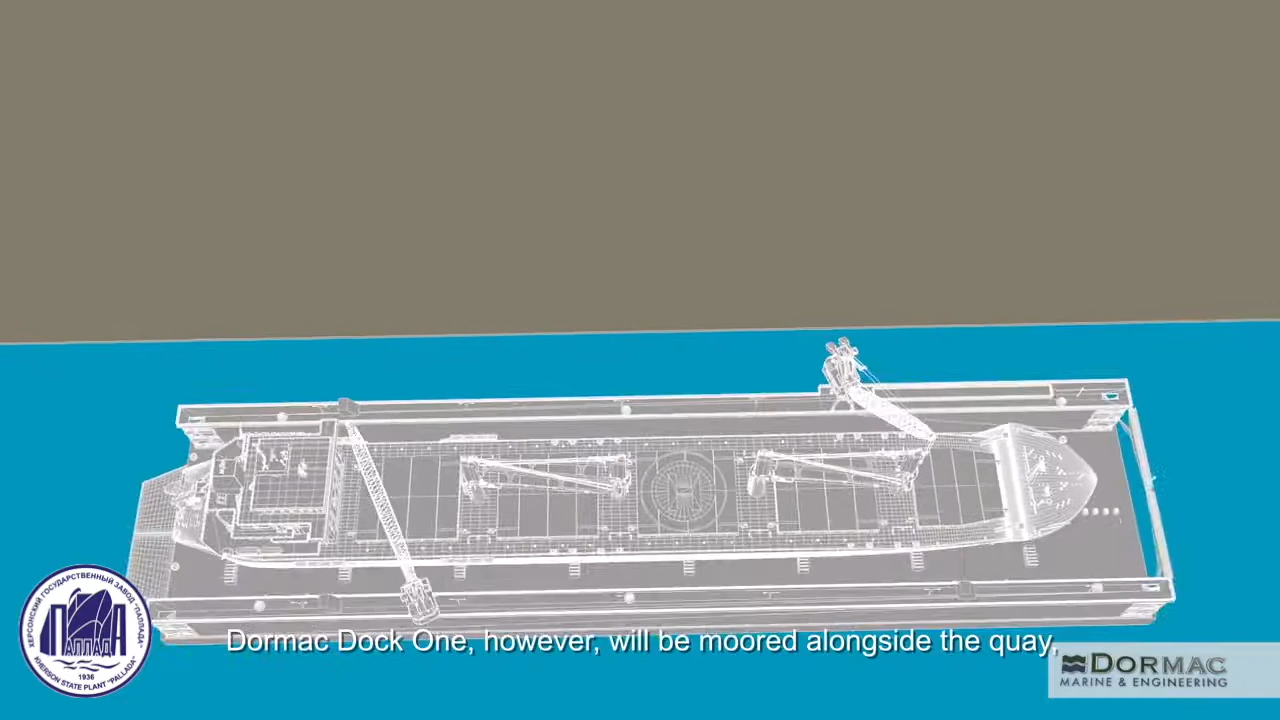 ХЕРСОНСКИЙ ГОСУДАРСТВЕННЫЙ ЗАВОД "ПАЛЛАДА"
ПАЛЛАДА
1936
KHERSON STATE PLANT "PALLADA"
Dormac Dock One, however, will be moored alongside the quay,
DORMAC
MARINE & ENGINEERING